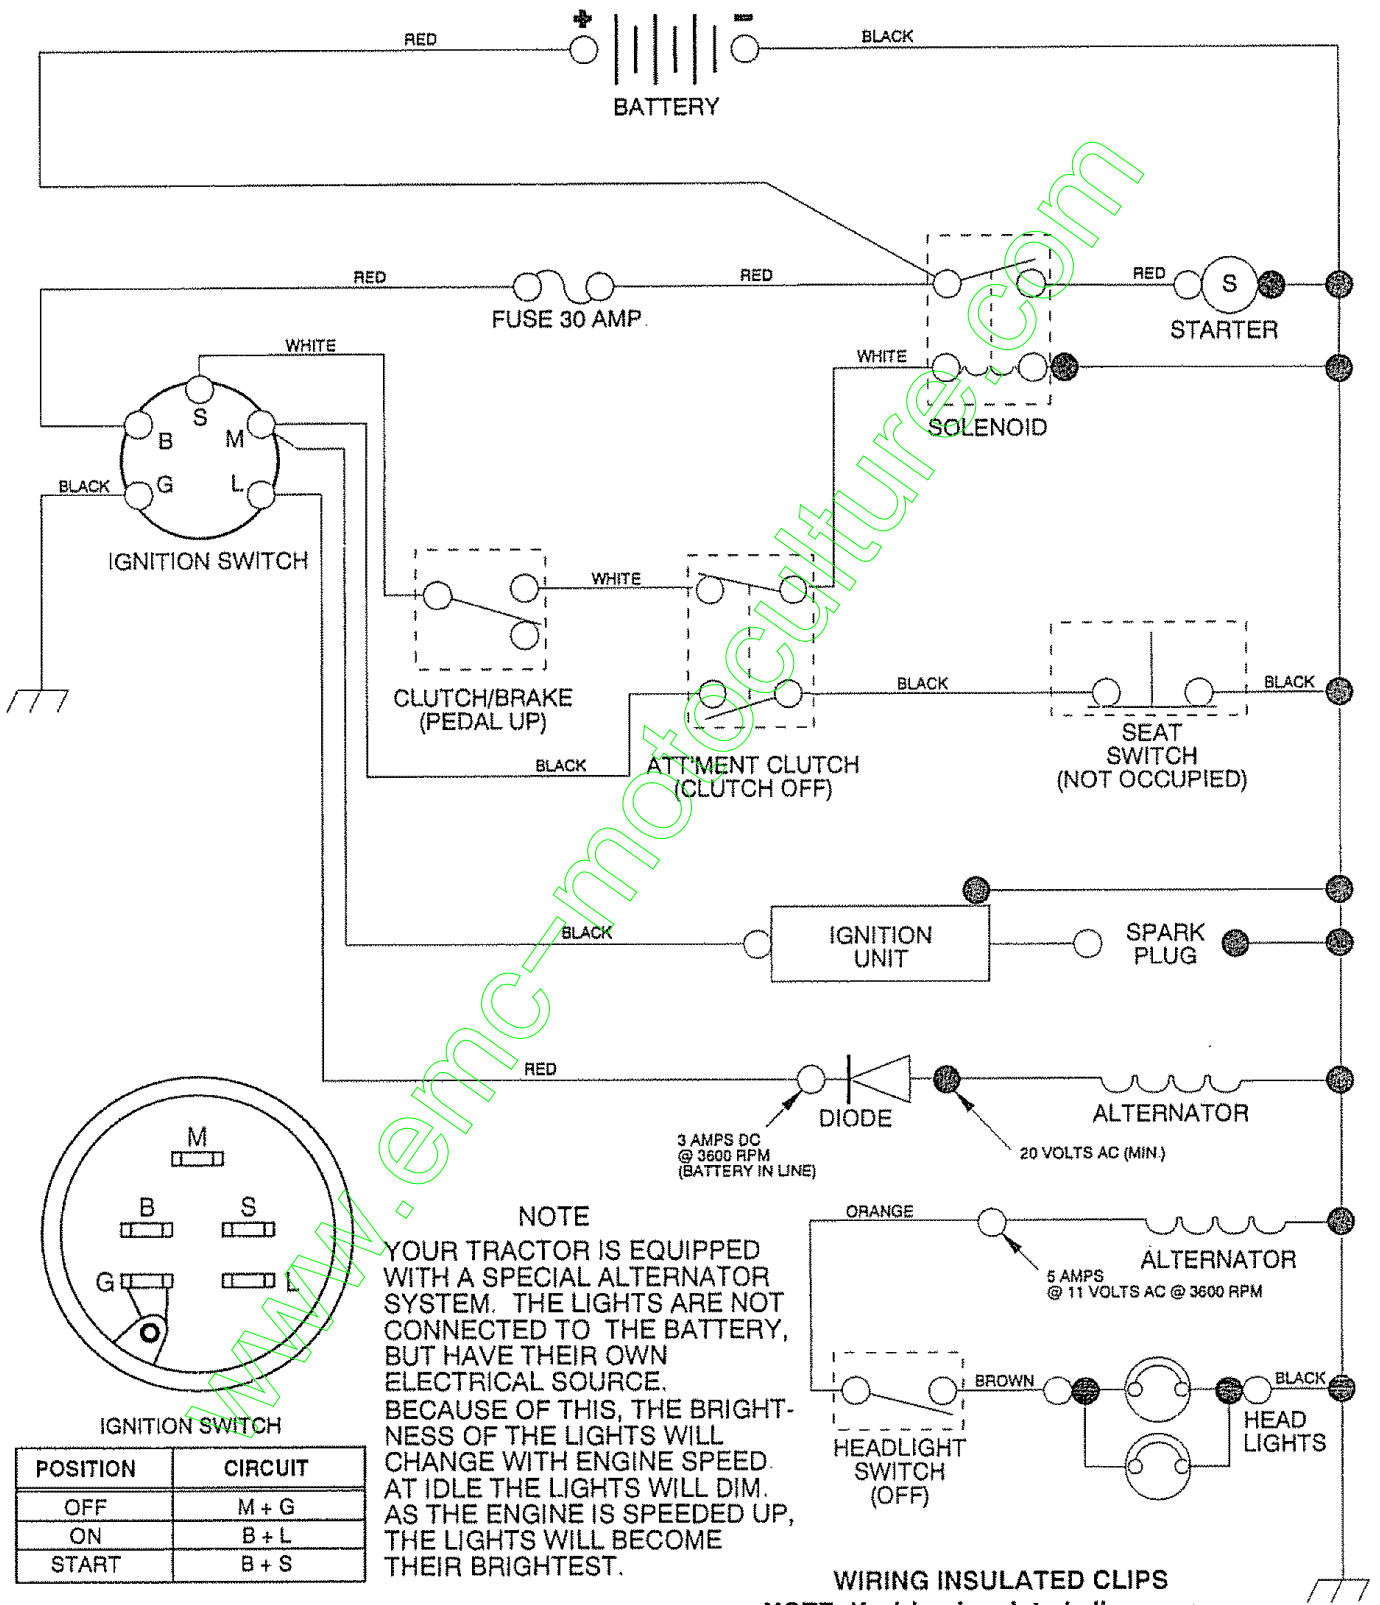 + −
RED
BLACK
BATTERY
RED
RED
RED
S
FUSE 30 AMP.
STARTER
WHITE
WHITE
S
B
M
SOLENOID
BLACK
G
L
IGNITION SWITCH
WHITE
CLUTCH/BRAKE
(PEDAL UP)
BLACK
BLACK
SEAT
SWITCH
(NOT OCCUPIED)
BLACK
ATT'MENT CLUTCH
(CLUTCH OFF)
BLACK
IGNITION
UNIT
SPARK
PLUG
RED
DIODE
ALTERNATOR
3 AMPS DC
@ 3600 RPM
(BATTERY IN LINE)
20 VOLTS AC (MIN.)
M
B
S
G
L
IGNITION SWITCH
POSITION CIRCUIT
OFF M + G
ON B + L
START B + S
NOTE
YOUR TRACTOR IS EQUIPPED
WITH A SPECIAL ALTERNATOR
SYSTEM. THE LIGHTS ARE NOT
CONNECTED TO THE BATTERY,
BUT HAVE THEIR OWN
ELECTRICAL SOURCE.
BECAUSE OF THIS, THE BRIGHT-
NESS OF THE LIGHTS WILL
CHANGE WITH ENGINE SPEED.
AT IDLE THE LIGHTS WILL DIM.
AS THE ENGINE IS SPEEDED UP,
THE LIGHTS WILL BECOME
THEIR BRIGHTEST.
ORANGE
ALTERNATOR
5 AMPS
@ 11 VOLTS AC @ 3600 RPM
BROWN
BLACK
HEADLIGHT
SWITCH
(OFF)
HEAD
LIGHTS
WIRING INSULATED CLIPS
www.emc-motoculture.com